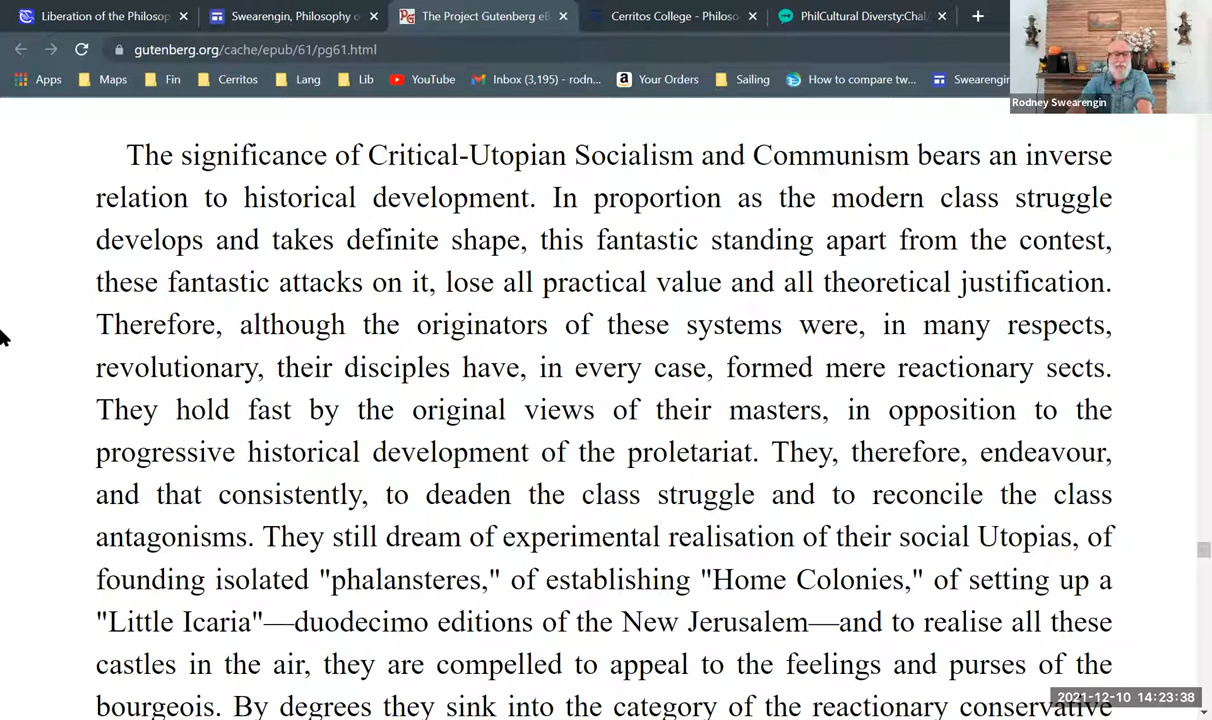 Liberation of the Philosop
Swearengin, Philosophy o
The Project Gutenberg eB
Cerritos College - Philoso
PhilCultural Diversty:Chal
gutenberg.org/cache/epub/61/pg61.html
Apps
Maps
Fin
Cerritos
Lang
Lib
YouTube
Inbox (3,195) - rodn...
Your Orders
Sailing
How to compare tw...
Swearengin
Rodney Swearengin
The significance of Critical-Utopian Socialism and Communism bears an inverse
relation to historical development. In proportion as the modern class struggle
develops and takes definite shape, this fantastic standing apart from the contest,
these fantastic attacks on it, lose all practical value and all theoretical justification.
Therefore, although the originators of these systems were, in many respects,
revolutionary, their disciples have, in every case, formed mere reactionary sects.
They hold fast by the original views of their masters, in opposition to the
progressive historical development of the proletariat. They, therefore, endeavour,
and that consistently, to deaden the class struggle and to reconcile the class
antagonisms. They still dream of experimental realisation of their social Utopias, of
founding isolated "phalansteres," of establishing "Home Colonies," of setting up a
"Little Icaria"—duodecimo editions of the New Jerusalem—and to realise all these
castles in the air, they are compelled to appeal to the feelings and purses of the
bourgeois. By degrees they sink into the category of the reactionary conservative
2021-12-10 14:23:38